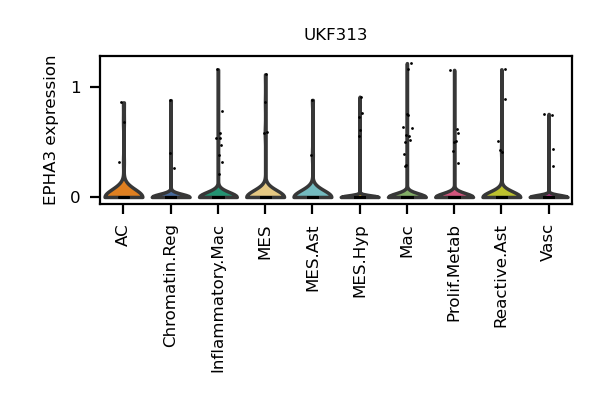 UKF313
EPHA3 expression
1
0
AC
Chromatin.Reg
Inflammatory.Mac
MES
MES.Ast
MES.Hyp
Mac
Prolif.Metab
Reactive.Ast
Vasc